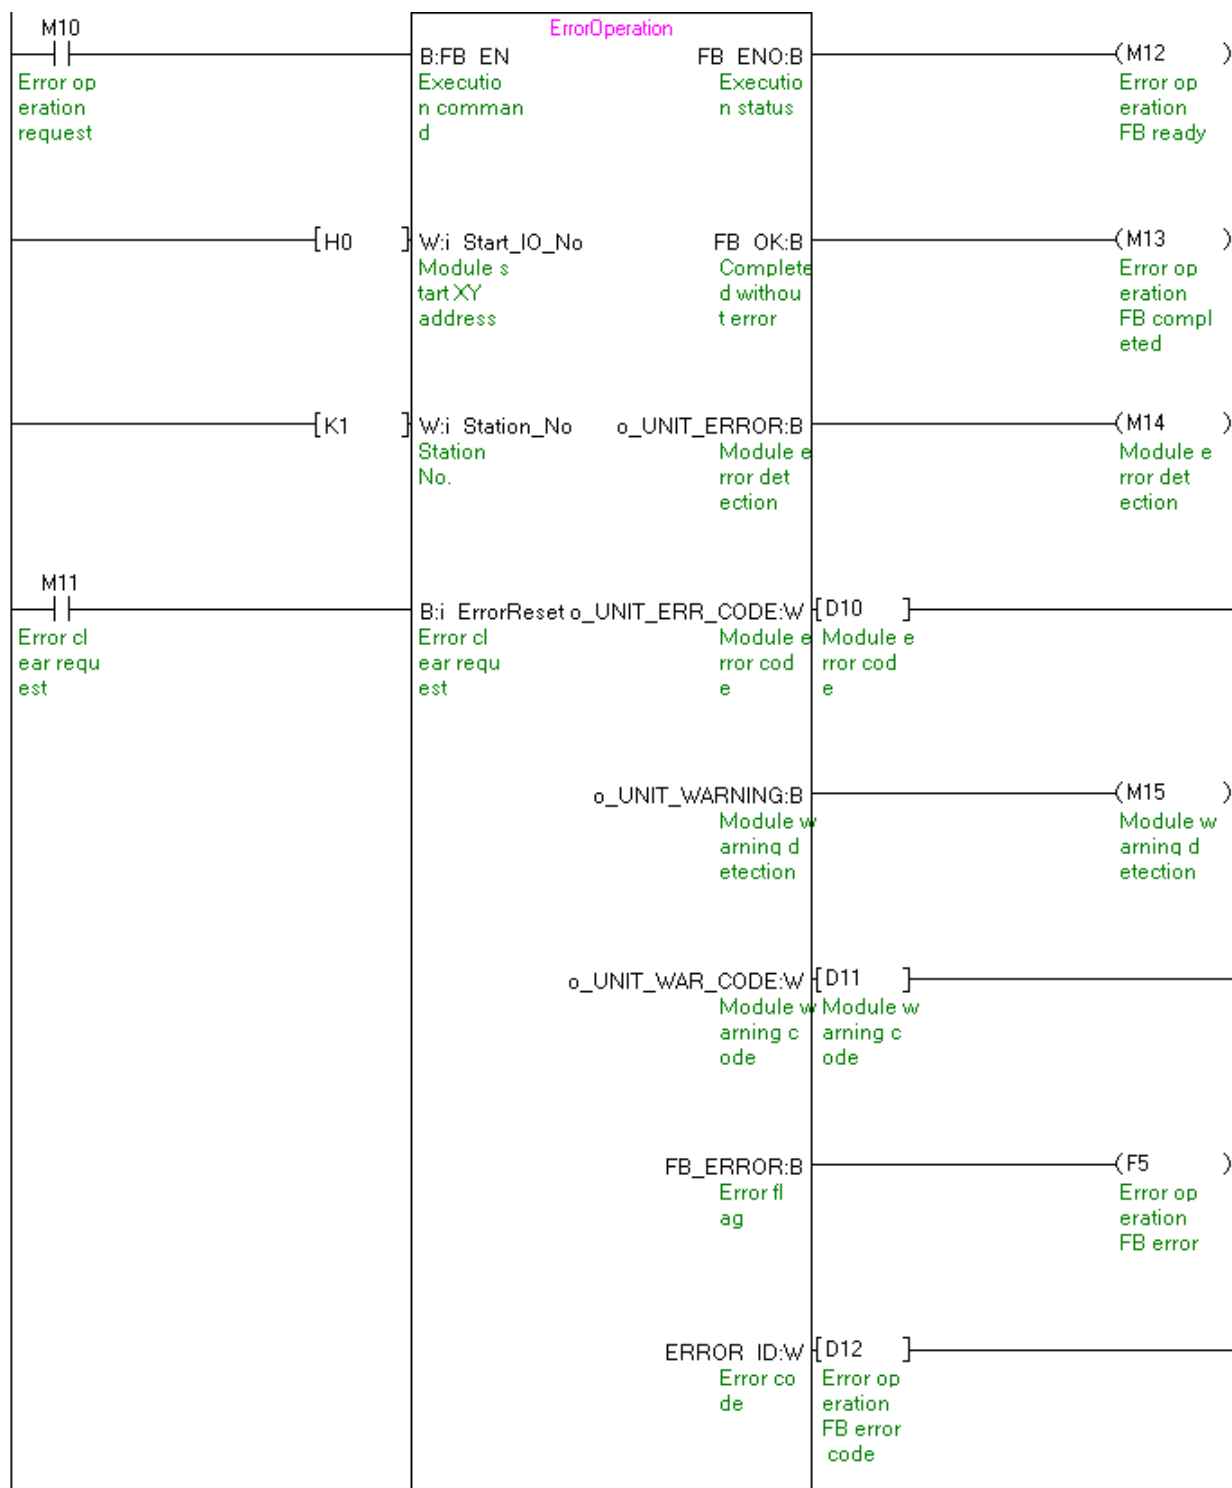 M10
ErrorOperation
B:FB_EN
FB_ENO:B
(M12 )
Error op
eration
request
Executio
n comman
d
Executio
n status
Error op
eration
FB ready
[H0 ]
W:i_Start_IO_No
FB_OK:B
(M13 )
Module s
tart XY
address
Complete
d withou
t error
Error op
eration
FB compl
eted
[K1 ]
W:i_Station_No
o_UNIT_ERROR:B
(M14 )
Station
No.
Module e
rror det
ection
Module e
rror det
ection
M11
B:i_ErrorReset
o_UNIT_ERR_CODE:W
[D10 ]
Error cl
ear requ
est
Error cl
ear requ
est
Module e
rror cod
e
Module e
rror cod
e
o_UNIT_WARNING:B
(M15 )
Module w
arning d
etection
Module w
arning d
etection
o_UNIT_WAR_CODE:W
[D11 ]
Module w
arning c
ode
Module w
arning c
ode
FB_ERROR:B
(F5 )
Error fl
ag
Error op
eration
FB error
ERROR_ID:W
[D12 ]
Error co
de
Error op
eration
FB error
code